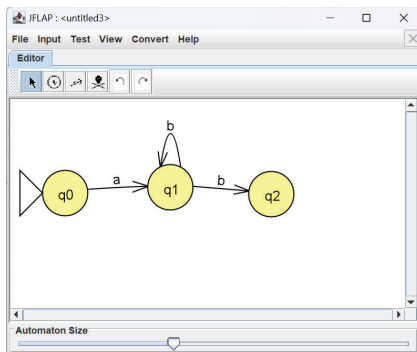 JFLAP : <untitled3>
File Input Test View Convert Help
Editor
b
a
b
q0
q1
q2
Automaton Size